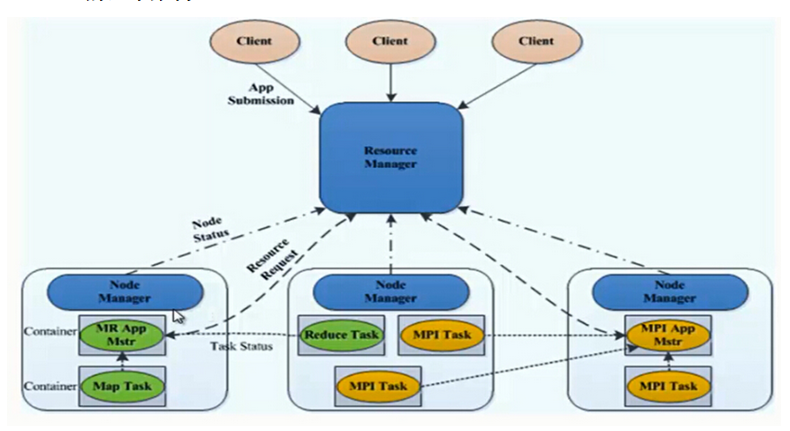 Client
Client
Client
App
Submission
Resource
Manager
Node
Status
Resource
Request
Node
Manager
Node
Manager
Node
Manager
Container
MR App
Mstr
Task Status
Reduce Task
MPI Task
MPI App
Mstr
Container
Map Task
MPI Task
MPI Task